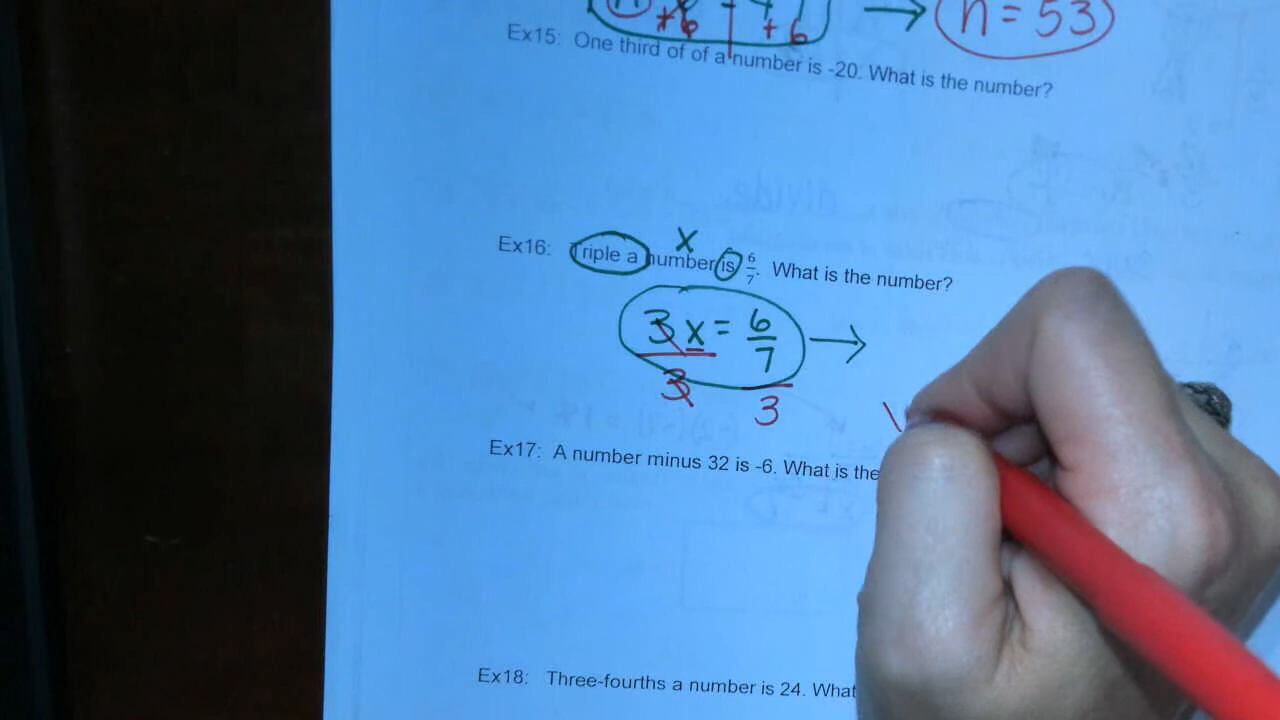 +6 +6 → n = 53
Ex15: One third of of a number is -20. What is the number?
x
Ex16: Triple a number is 6/7. What is the number?
3x = 6/7 →
3 3
Ex17: A number minus 32 is -6. What is the
Ex18: Three-fourths a number is 24. What